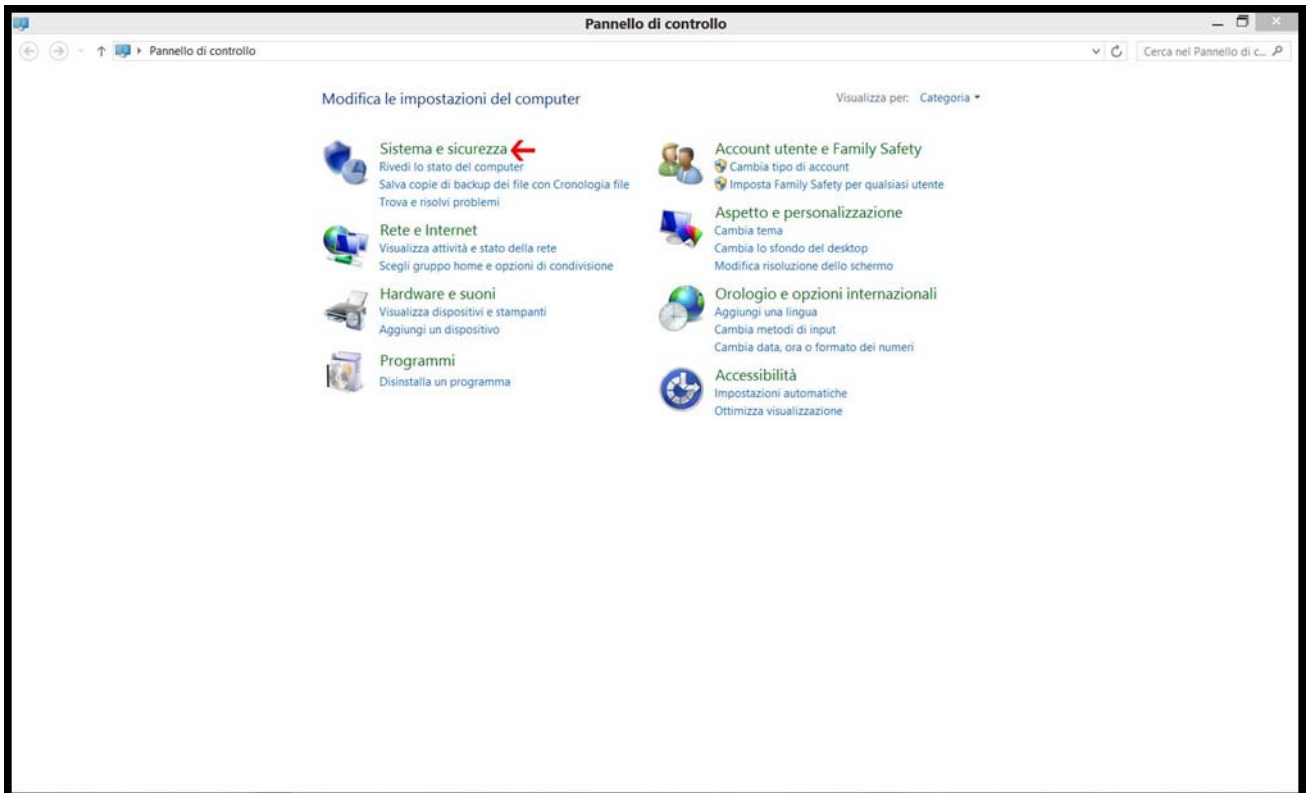 Pannello di controllo
Pannello di controllo
Cerca nel Pannello di c...
Modifica le impostazioni del computer
Visualizza per: Categoria
Sistema e sicurezza
Rivedi lo stato del computer
Salva copie di backup dei file con Cronologia file
Trova e risolvi problemi
Rete e Internet
Visualizza attività e stato della rete
Scegli gruppo home e opzioni di condivisione
Hardware e suoni
Visualizza dispositivi e stampanti
Aggiungi un dispositivo
Programmi
Disinstalla un programma
Account utente e Family Safety
Cambia tipo di account
Imposta Family Safety per qualsiasi utente
Aspetto e personalizzazione
Cambia tema
Cambia lo sfondo del desktop
Modifica risoluzione dello schermo
Orologio e opzioni internazionali
Aggiungi una lingua
Cambia metodi di input
Cambia data, ora o formato dei numeri
Accessibilità
Impostazioni automatiche
Ottimizza visualizzazione